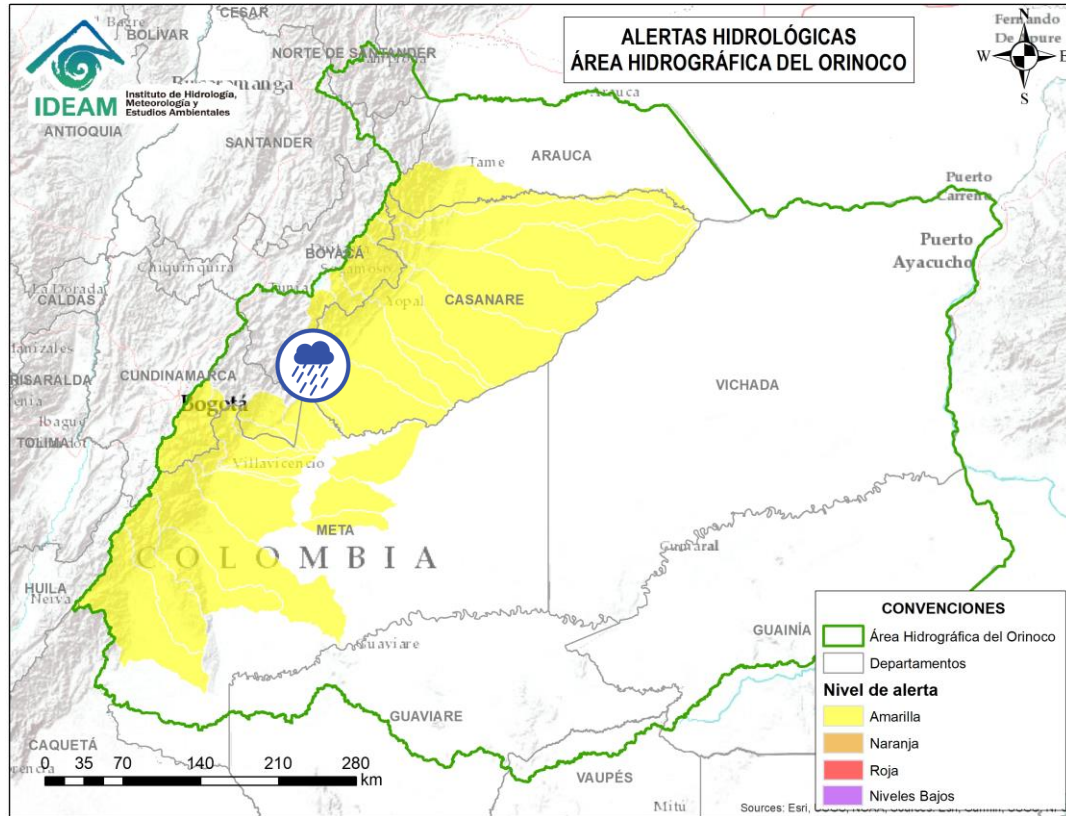 ALERTAS HIDROLÓGICAS
ÁREA HIDROGRÁFICA DEL ORINOCO
N
W
E
S
IDEAM
Instituto de Hidrología,
Meteorología y
Estudios Ambientales
Bagre
BOLÍVAR
CESAR
NORTE DE SANTANDER
ANTIOQUIA
SANTANDER
Arauca
ARAUCA
Tame
Puerto
Carreño
Puerto
Ayacucho
BOYACÁ
Chiquinquirá
Tunja
La Dorada
CALDAS
Yopal
CASANARE
RISARALDA
CUNDINAMARCA
Bogotá
VICHADA
Ibagué
TOLIMA
Villavicencio
META
COLOMBIA
Cumaral
HUILA
Neiva
Guaviare
GUAINÍA
GUAVIARE
CAQUETÁ
VAUPÉS
Mitú
0 35 70 140 210 280
km
CONVENCIONES
Área Hidrográfica del Orinoco
Departamentos
Nivel de alerta
Amarilla
Naranja
Roja
Niveles Bajos
Sources: Esri,